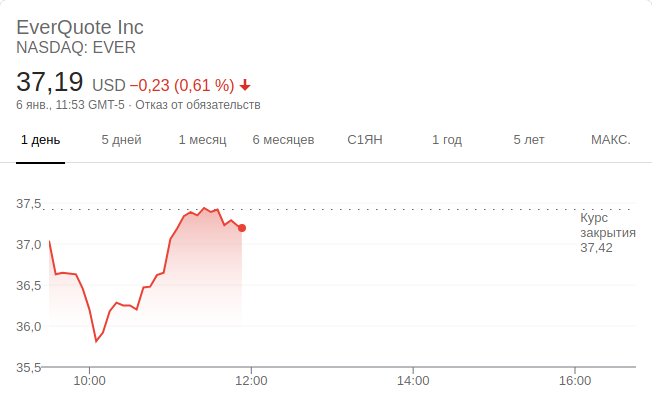 EverQuote Inc
NASDAQ: EVER
37,19 USD −0,23 (0,61 %)
6 янв., 11:53 GMT-5 · Отказ от обязательств
1 день 5 дней 1 месяц 6 месяцев С1ЯН 1 год 5 лет МАКС.
37,5
Курс
закрытия
37,42
37,0
36,5
36,0
35,5
10:00 12:00 14:00 16:00